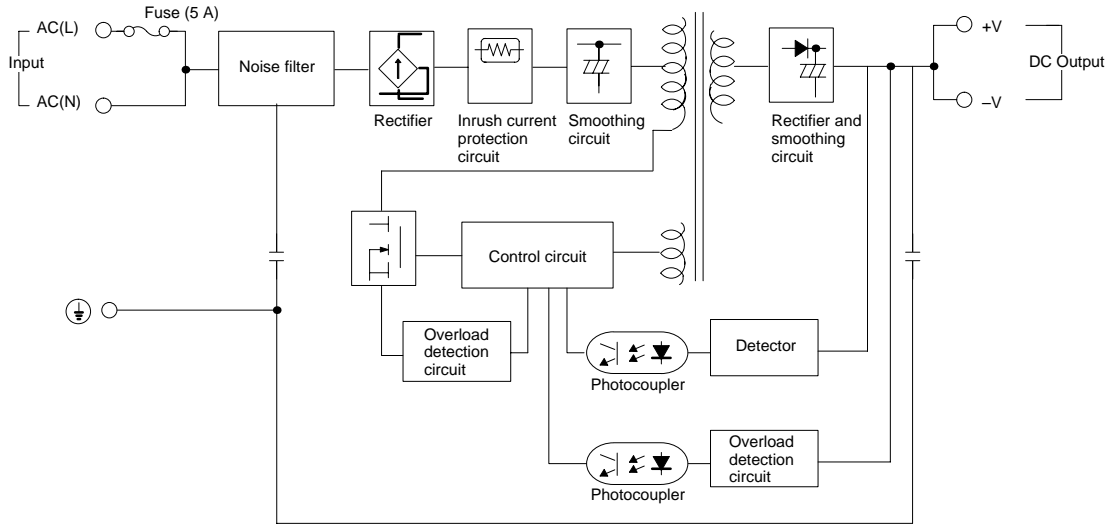 Fuse (5 A)
AC(L)
Input
AC(N)
Noise filter
Rectifier
Inrush current
protection
circuit
Smoothing
circuit
Rectifier and
smoothing
circuit
+V
DC Output
–V
Control circuit
Overload
detection
circuit
Photocoupler
Detector
Photocoupler
Overload
detection
circuit